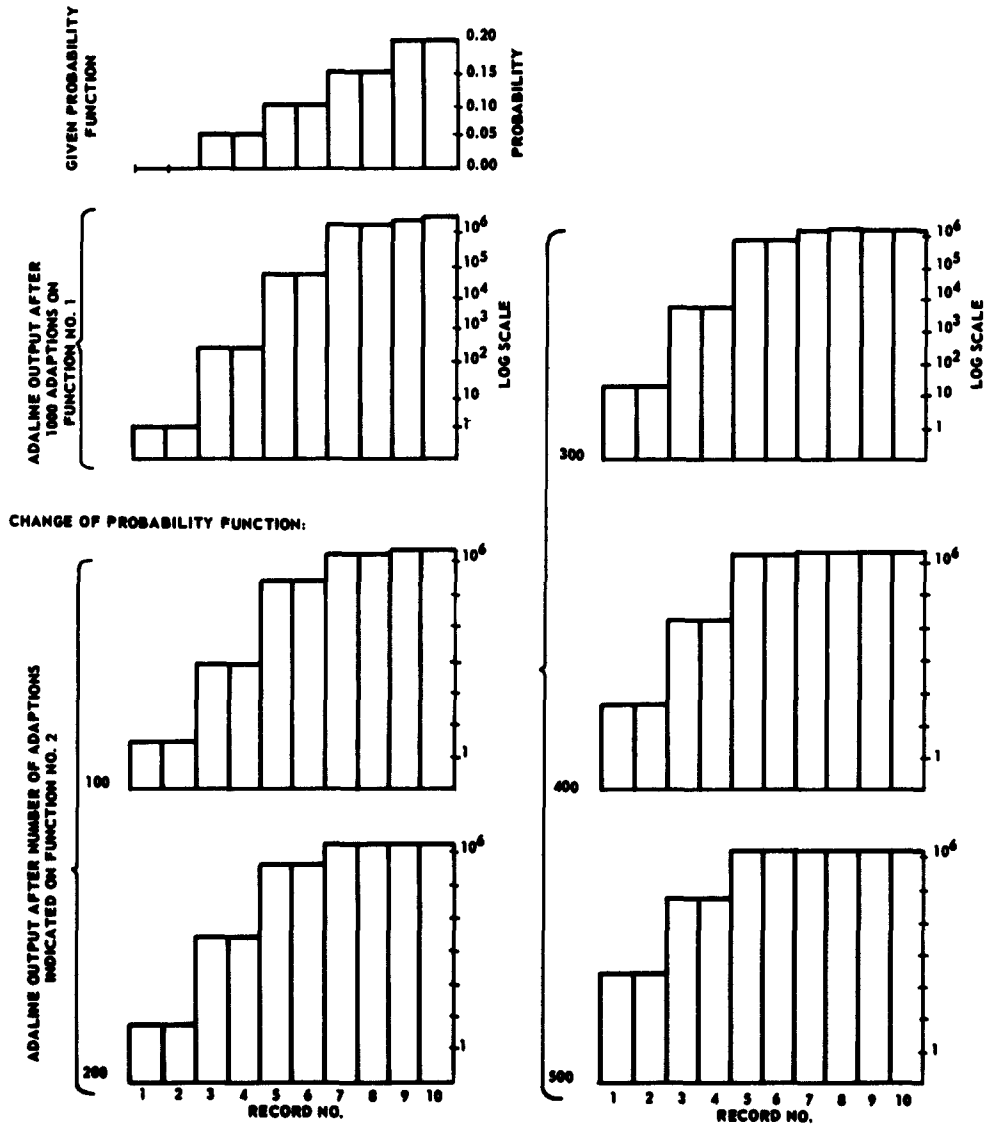 GIVEN PROBABILITY
FUNCTION
0.20
0.15
0.10
0.05
0.00
PROBABILITY
ADALINE OUTPUT AFTER
1000 ADAPTIONS ON
FUNCTION NO. 1
10⁶
10⁵
10⁴
10³
10²
10
1
LOG SCALE
CHANGE OF PROBABILITY FUNCTION:
ADALINE OUTPUT AFTER NUMBER OF ADAPTIONS
INDICATED ON FUNCTION NO. 2
100
10⁶
1
200
10⁶
1
1 2 3 4 5 6 7 8 9 10
RECORD NO.
300
10⁶
10⁵
10⁴
10³
10²
10
1
LOG SCALE
400
10⁶
1
500
10⁶
1
1 2 3 4 5 6 7 8 9 10
RECORD NO.